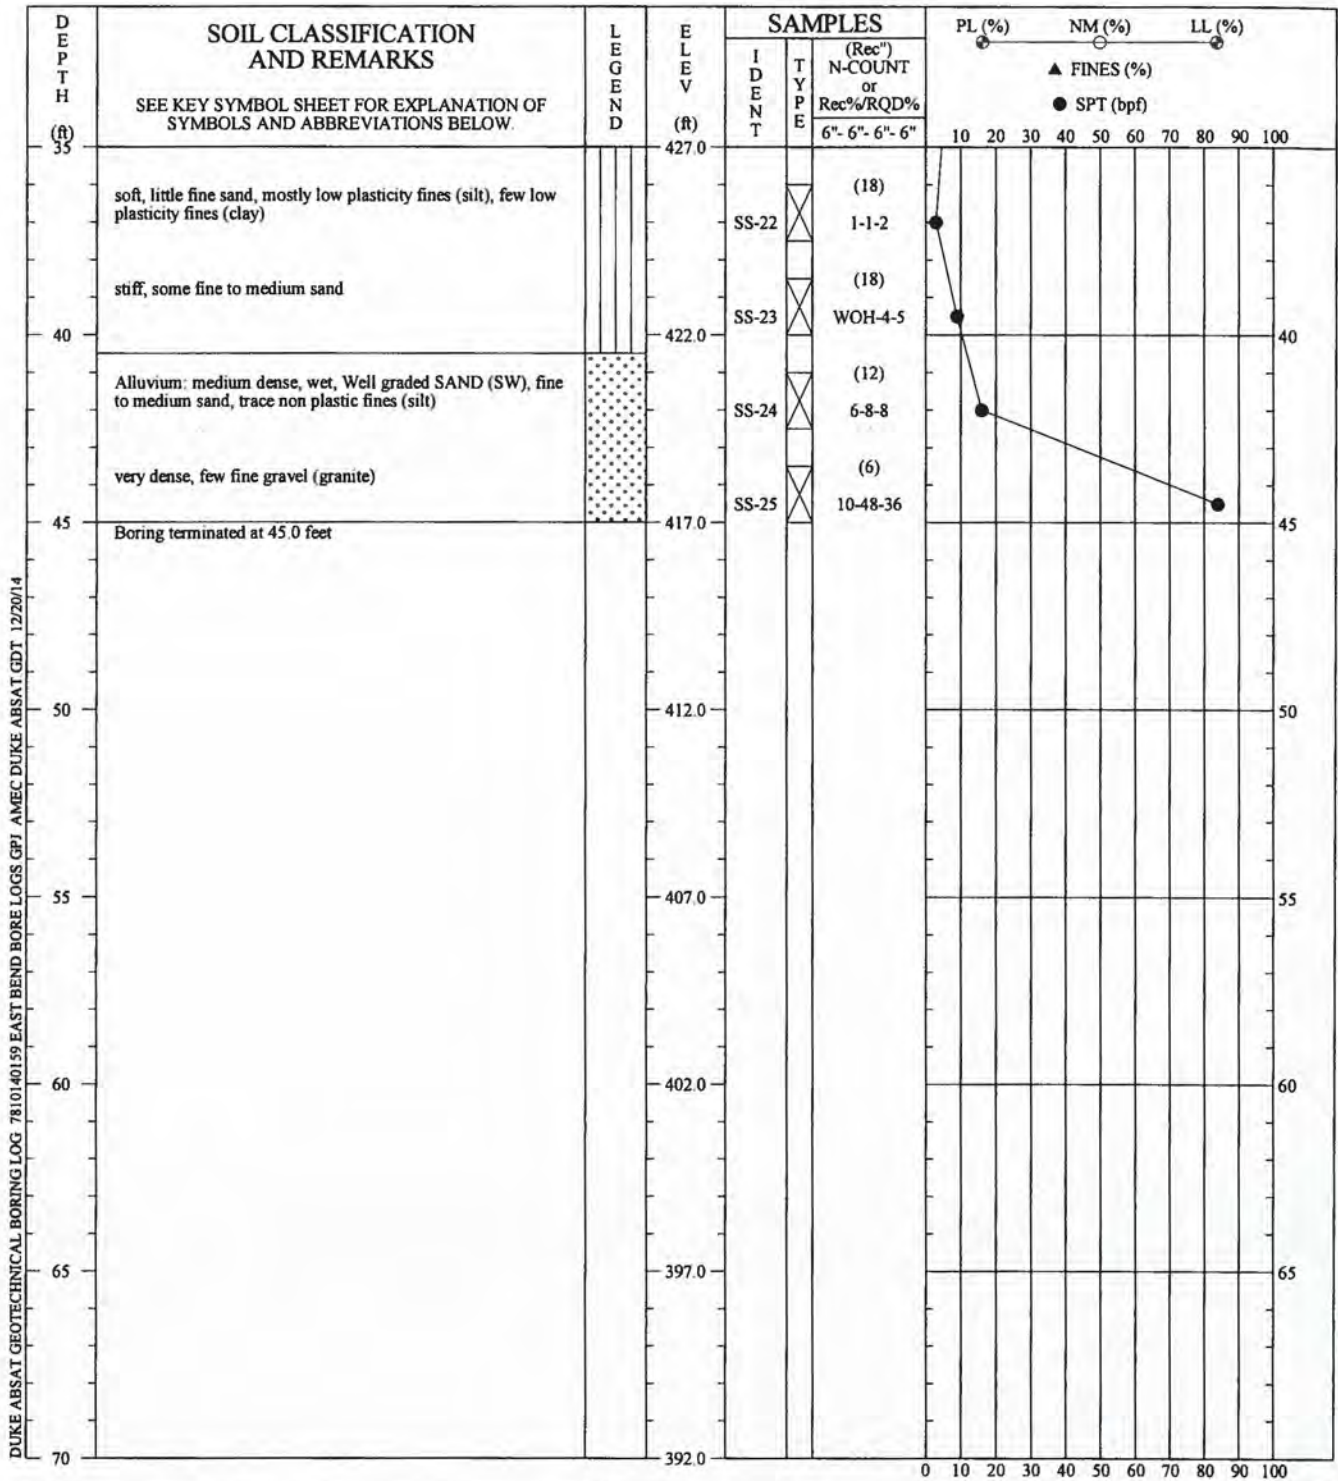 DEPTH
(ft)
SOIL CLASSIFICATION
AND REMARKS
SEE KEY SYMBOL SHEET FOR EXPLANATION OF
SYMBOLS AND ABBREVIATIONS BELOW.
LEGEND
ELEV
(ft)
SAMPLES
IDENT
TYPE
(Rec")
N-COUNT
or
Rec%/RQD%
6"- 6"- 6"- 6"
PL (%) NM (%) LL (%)
▲ FINES (%)
● SPT (bpf)
10 20 30 40 50 60 70 80 90 100
35 427.0
soft, little fine sand, mostly low plasticity fines (silt), few low
plasticity fines (clay)
(18)
SS-22 1-1-2
stiff, some fine to medium sand
(18)
SS-23 WOH-4-5
40 422.0 40
Alluvium: medium dense, wet, Well graded SAND (SW), fine
to medium sand, trace non plastic fines (silt)
(12)
SS-24 6-8-8
very dense, few fine gravel (granite)
(6)
SS-25 10-48-36
45 417.0 45
Boring terminated at 45.0 feet
50 412.0 50
55 407.0 55
60 402.0 60
65 397.0 65
70 392.0
0 10 20 30 40 50 60 70 80 90 100
DUKE ABSAT GEOTECHNICAL BORING LOG 7810140159 EAST BEND BORE LOGS GPJ AMEC DUKE ABSAT GDT 12/20/14